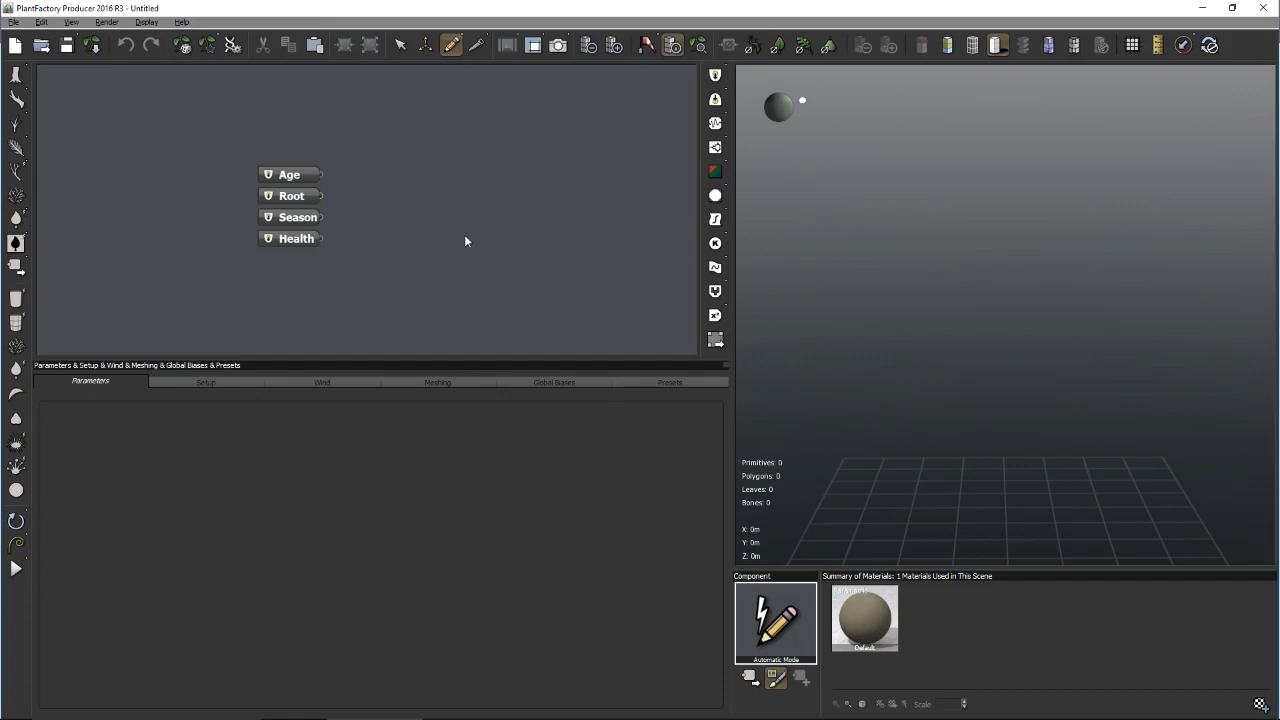 PlantFactory Producer 2016 R3 - Untitled
File Edit View Render Display Help
Age
Root
Season
Health
Parameters & Setup & Wind & Meshing & Global Biases & Presets
Parameters Setup Wind Meshing Global Biases Presets
Primitives: 0
Polygons: 0
Leaves: 0
Bones: 0
X: 0m
Y: 0m
Z: 0m
Component
Summary of Materials: 1 Materials Used in This Scene
Default
Automatic Mode
Scale